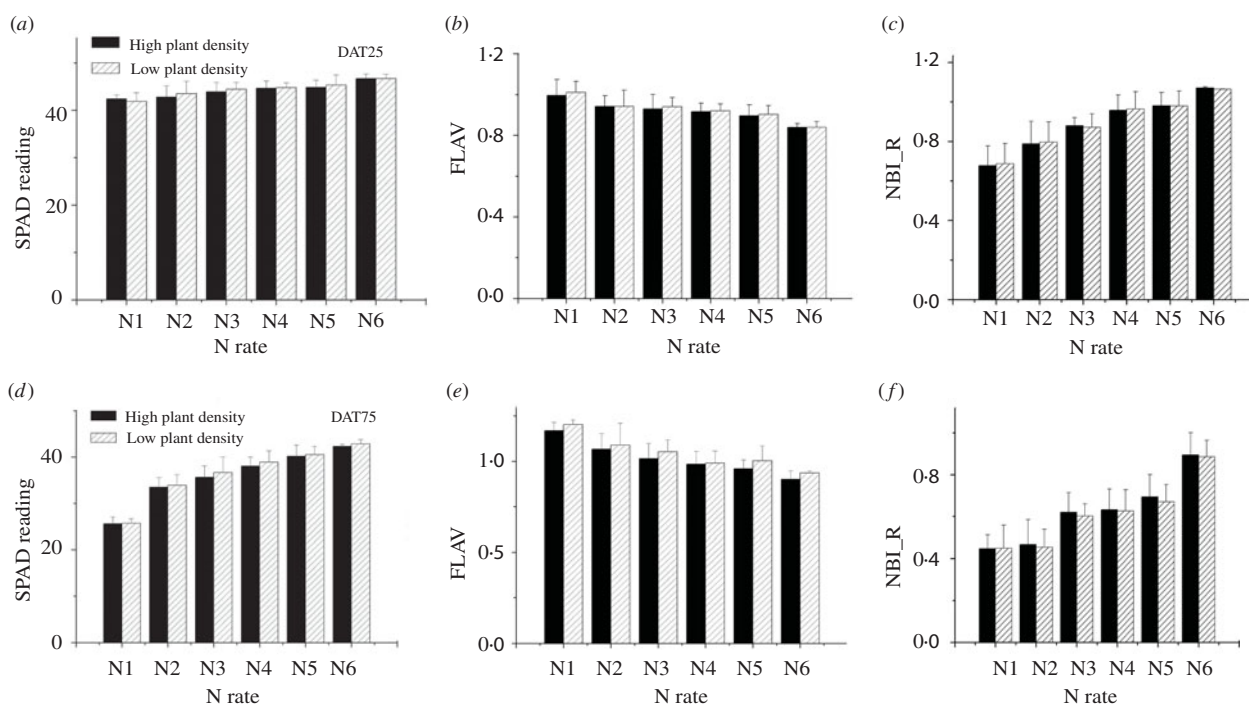 (a)
High plant density
DAT25
Low plant density
40
20
0
SPAD reading
N1 N2 N3 N4 N5 N6
N rate
(b)
1·2
0·8
0·4
0·0
FLAV
N1 N2 N3 N4 N5 N6
N rate
(c)
1·2
0·8
0·4
0·0
NBI_R
N1 N2 N3 N4 N5 N6
N rate
(d)
High plant density
DAT75
Low plant density
40
20
0
SPAD reading
N1 N2 N3 N4 N5 N6
N rate
(e)
1·0
0·5
0·0
FLAV
N1 N2 N3 N4 N5 N6
N rate
(f)
0·8
0·4
0·0
NBI_R
N1 N2 N3 N4 N5 N6
N rate